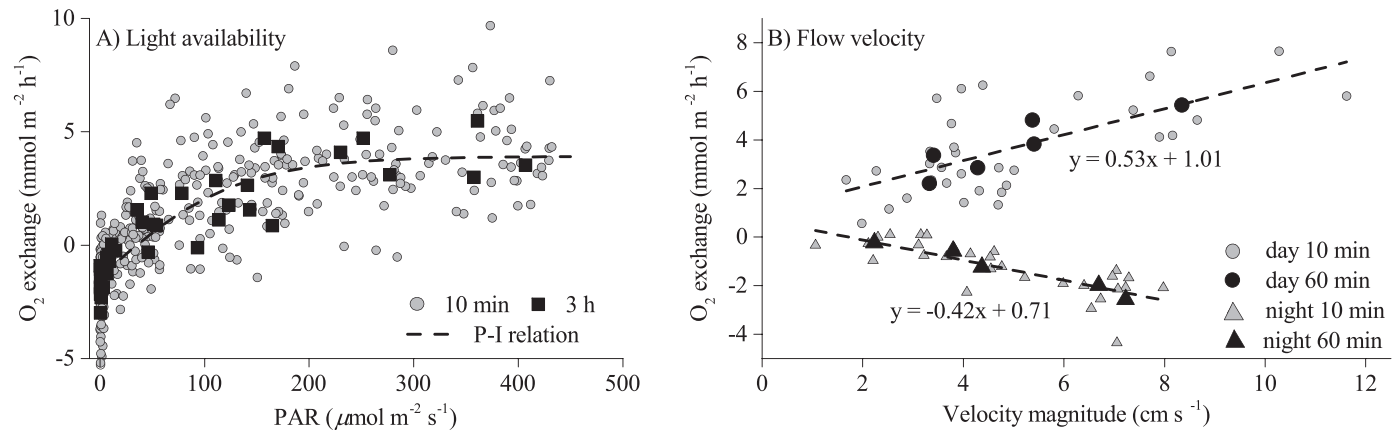 A) Light availability
O₂ exchange (mmol m⁻² h⁻¹)
10
5
0
-5
10 min 3 h
P-I relation
0 100 200 300 400 500
PAR (μmol m⁻² s⁻¹)
B) Flow velocity
O₂ exchange (mmol m⁻² h⁻¹)
8
6
4
2
0
-2
-4
y = 0.53x + 1.01
y = -0.42x + 0.71
day 10 min
day 60 min
night 10 min
night 60 min
0 2 4 6 8 10 12
Velocity magnitude (cm s⁻¹)